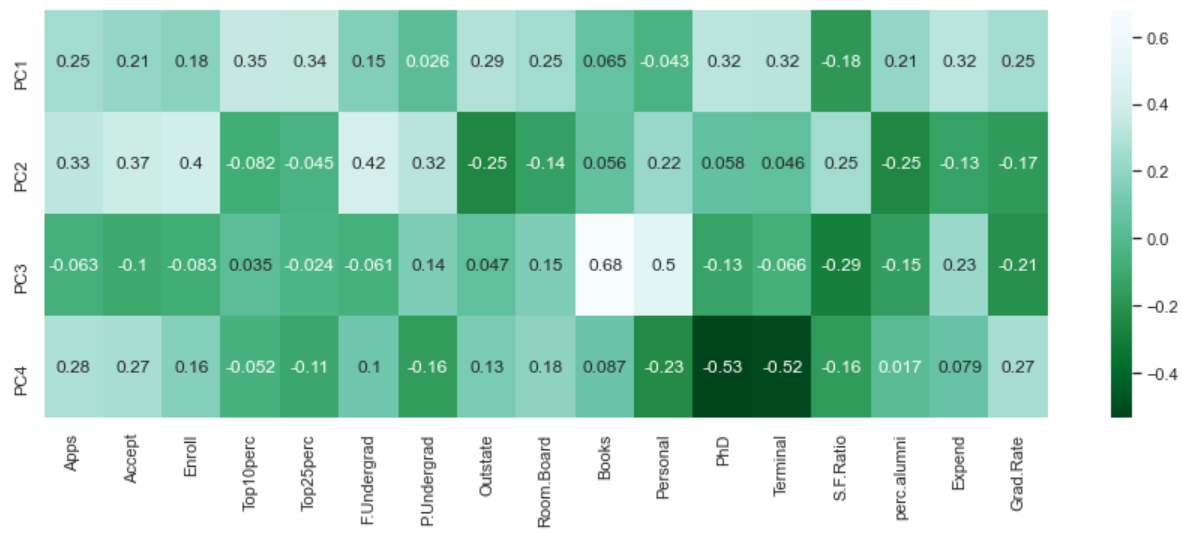 PC1 0.25 0.21 0.18 0.35 0.34 0.15 0.026 0.29 0.25 0.065 -0.043 0.32 0.32 -0.18 0.21 0.32 0.25
PC2 0.33 0.37 0.4 -0.082 -0.045 0.42 0.32 -0.25 -0.14 0.056 0.22 0.058 0.046 0.25 -0.25 -0.13 -0.17
PC3 -0.063 -0.1 -0.083 0.035 -0.024 -0.061 0.14 0.047 0.15 0.68 0.5 -0.13 -0.066 -0.29 -0.15 0.23 -0.21
PC4 0.28 0.27 0.16 -0.052 -0.11 0.1 -0.16 0.13 0.18 0.087 -0.23 -0.53 -0.52 -0.16 0.017 0.079 0.27
Apps Accept Enroll Top10perc Top25perc F.Undergrad P.Undergrad Outstate Room.Board Books Personal PhD Terminal S.F.Ratio perc.alumni Expend Grad.Rate
0.6
0.4
0.2
0.0
−0.2
−0.4